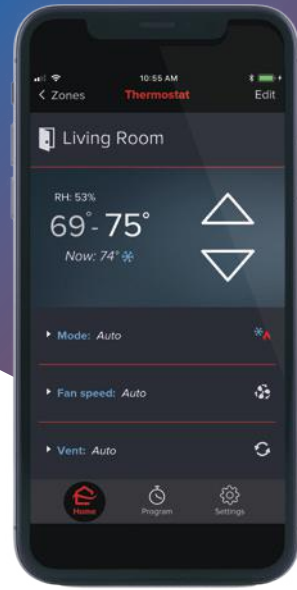 10:55 AM
Zones Thermostat Edit
Living Room
RH: 53%
69°- 75°
Now: 74°
Mode: Auto
Fan speed: Auto
Vent: Auto
Home Program Settings